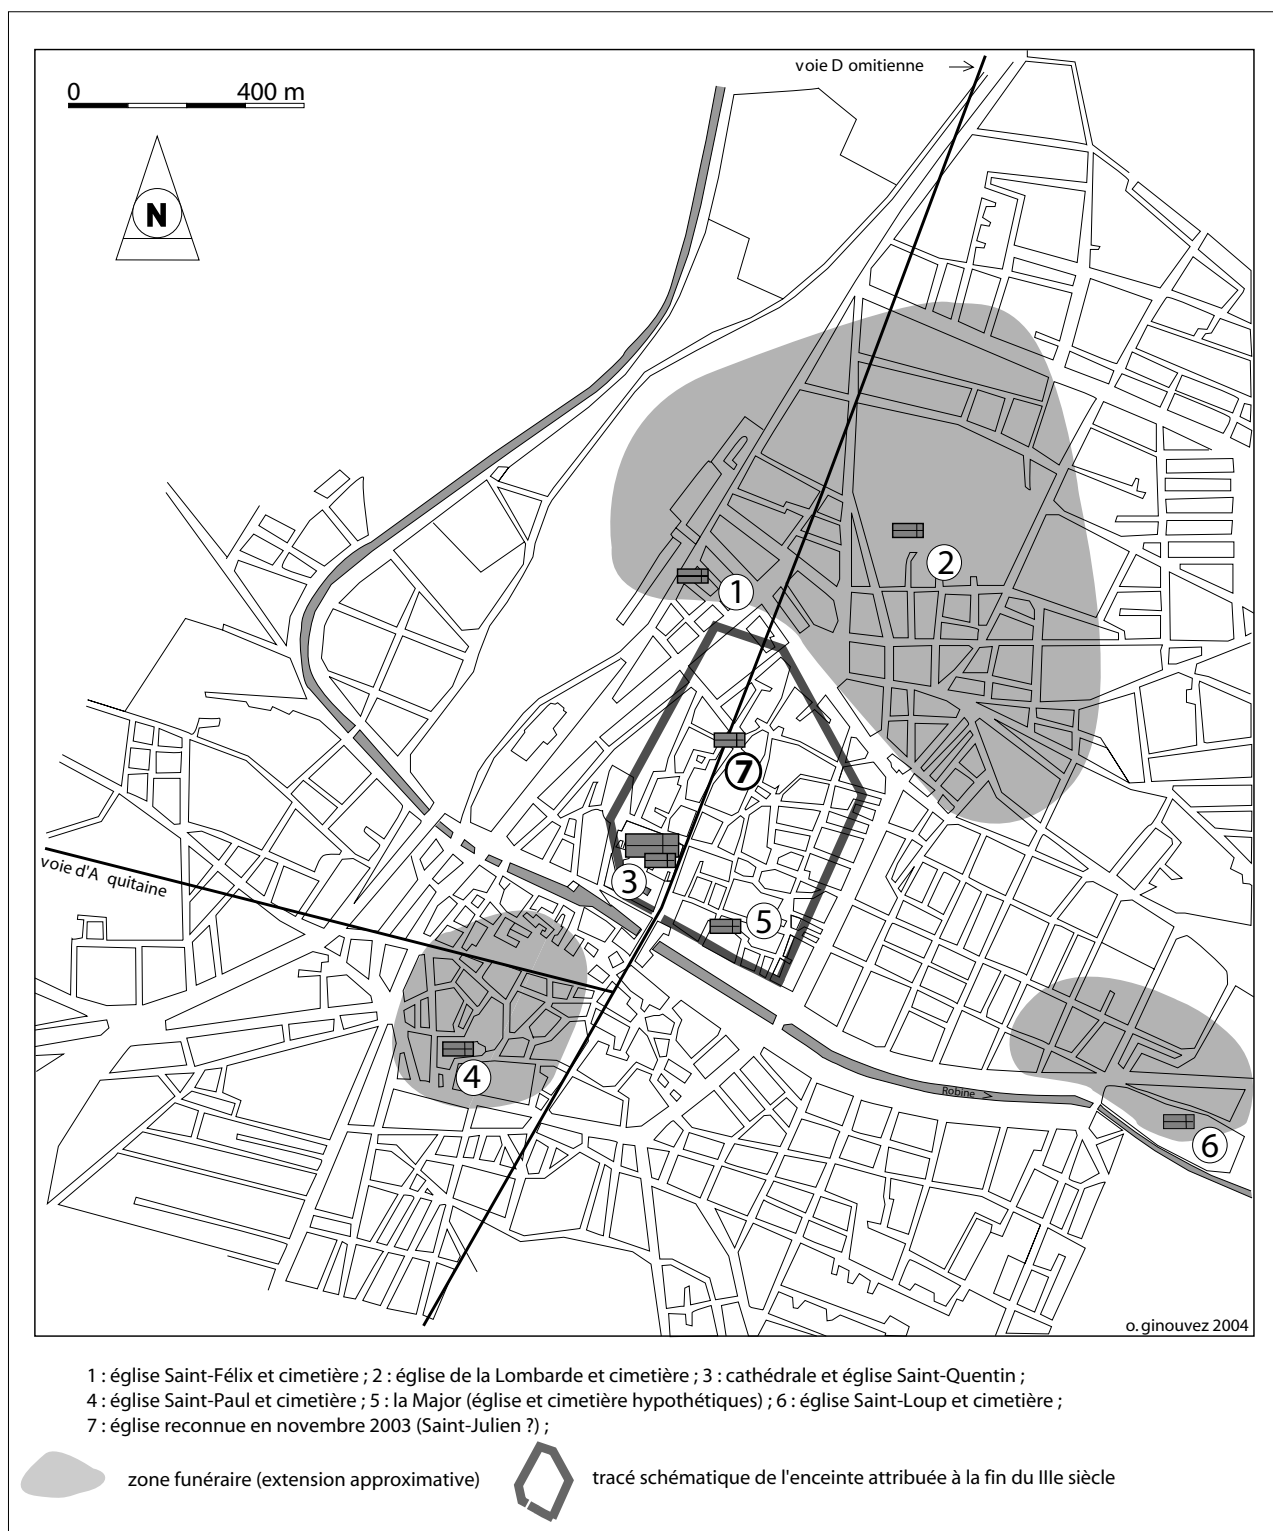 voie D omitienne
0 400 m
N
2
1
7
voie d'A quitaine
3
5
4
Robine
6
o. ginouvez 2004
1 : église Saint-Félix et cimetière ; 2 : église de la Lombarde et cimetière ; 3 : cathédrale et église Saint-Quentin ;
4 : église Saint-Paul et cimetière ; 5 : la Major (église et cimetière hypothétiques) ; 6 : église Saint-Loup et cimetière ;
7 : église reconnue en novembre 2003 (Saint-Julien ?) ;
zone funéraire (extension approximative)
tracé schématique de l'enceinte attribuée à la fin du IIIe siècle